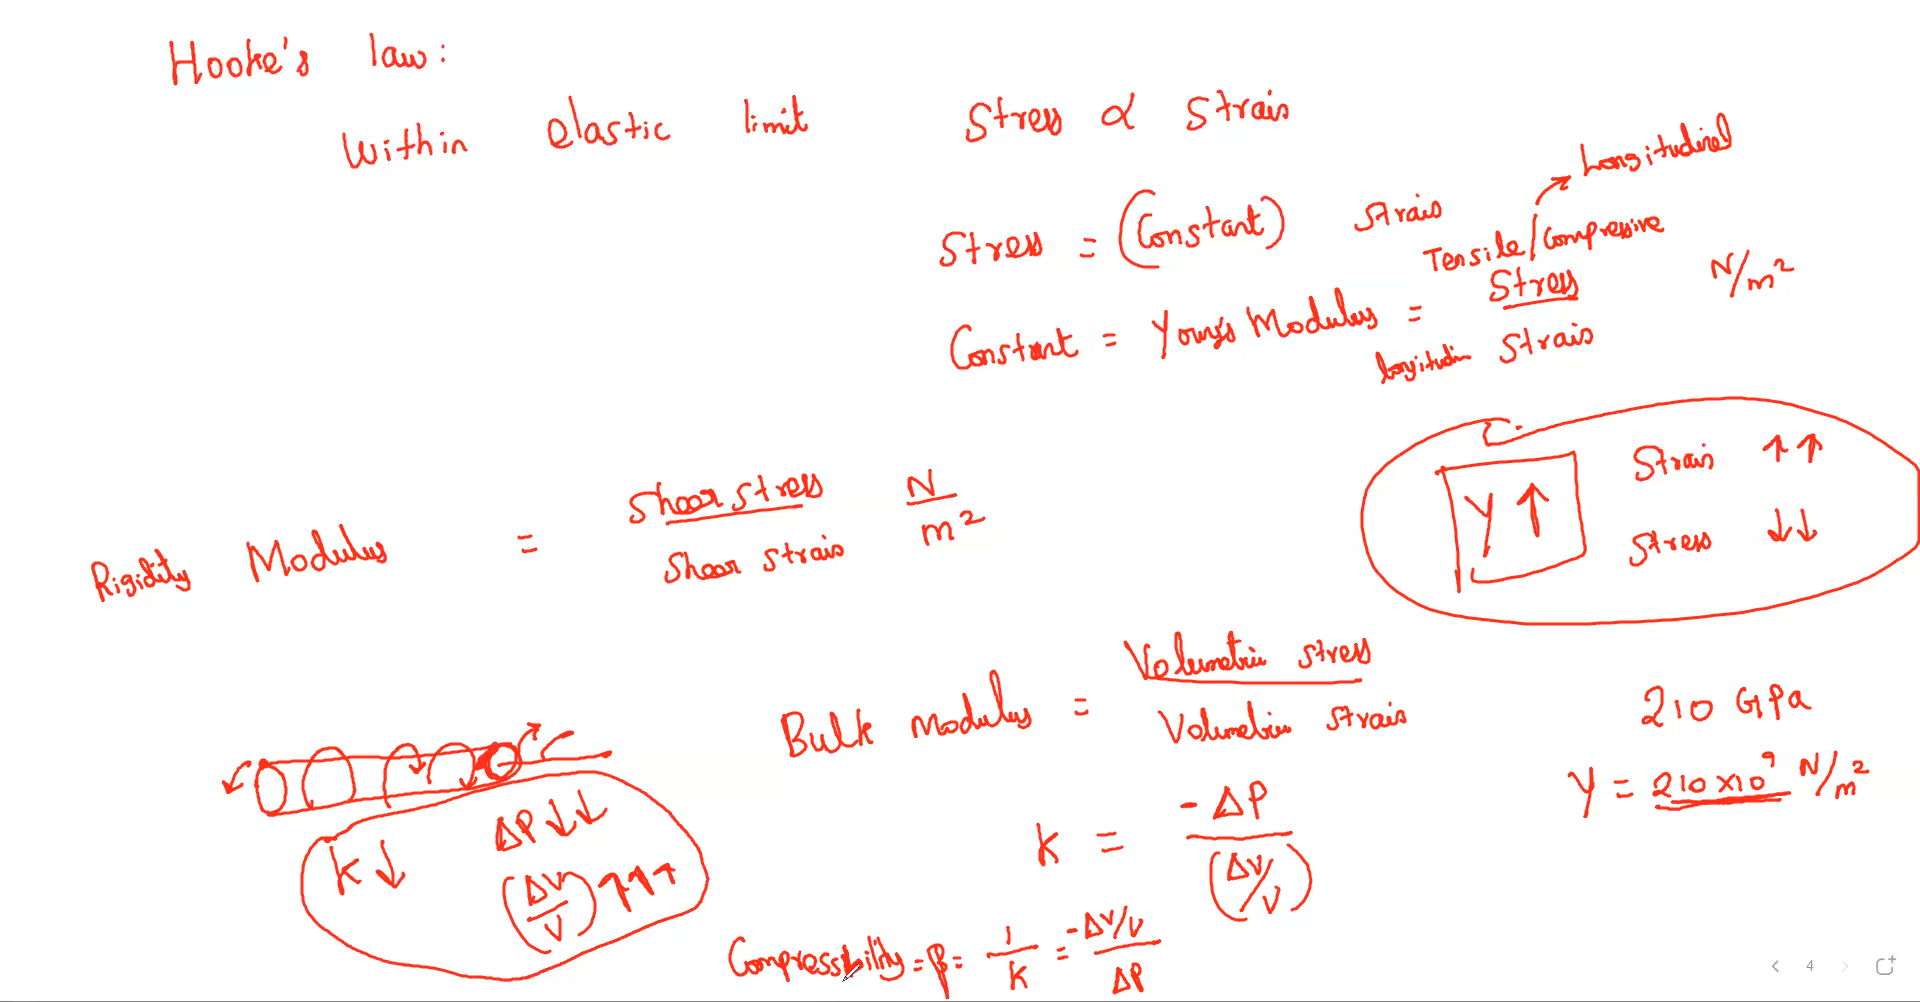 Hooke's law:
Within elastic limit Stress ∝ Strain
Stress = (Constant) Strain
Longitudinal
Tensile/Compressive
Constant = Young's Modulus = Stress / longitudin Strain N/m²
Y ↑ Strain ↑↑
Stress ↓↓
Rigidity Modulus = Shear stress / Shear strain N/m²
Bulk Modulus = Volumetric stress / Volumetric strain
210 GPa
Y = 210×10⁹ N/m²
K = -ΔP / (ΔV/V)
K↓ ΔP↓↓
(ΔV/V)↑↑↑
Compressibility = β = 1/K = -ΔV/V / ΔP
4